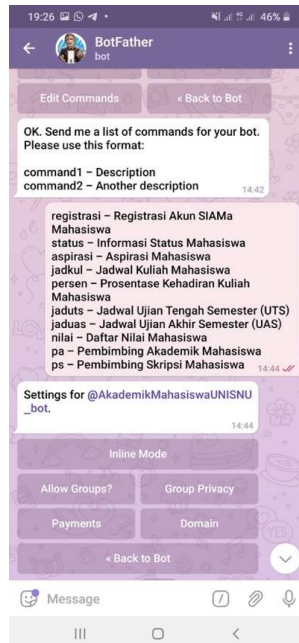 19:26
46%
BotFather
bot
Edit Commands
« Back to Bot
OK. Send me a list of commands for your bot.
Please use this format:
command1 – Description
command2 – Another description
14:42
registrasi – Registrasi Akun SIAMa
Mahasiswa
status – Informasi Status Mahasiswa
aspirasi – Aspirasi Mahasiswa
jadkul – Jadwal Kuliah Mahasiswa
persen – Prosentase Kehadiran Kuliah
Mahasiswa
jaduts – Jadwal Ujian Tengah Semester (UTS)
jaduas – Jadwal Ujian Akhir Semester (UAS)
nilai – Daftar Nilai Mahasiswa
pa – Pembimbing Akademik Mahasiswa
ps – Pembimbing Skripsi Mahasiswa
14:44
Settings for @AkademikMahasiswaUNISNU
_bot.
14:44
Inline Mode
Allow Groups?
Group Privacy
Payments
Domain
« Back to Bot
Message